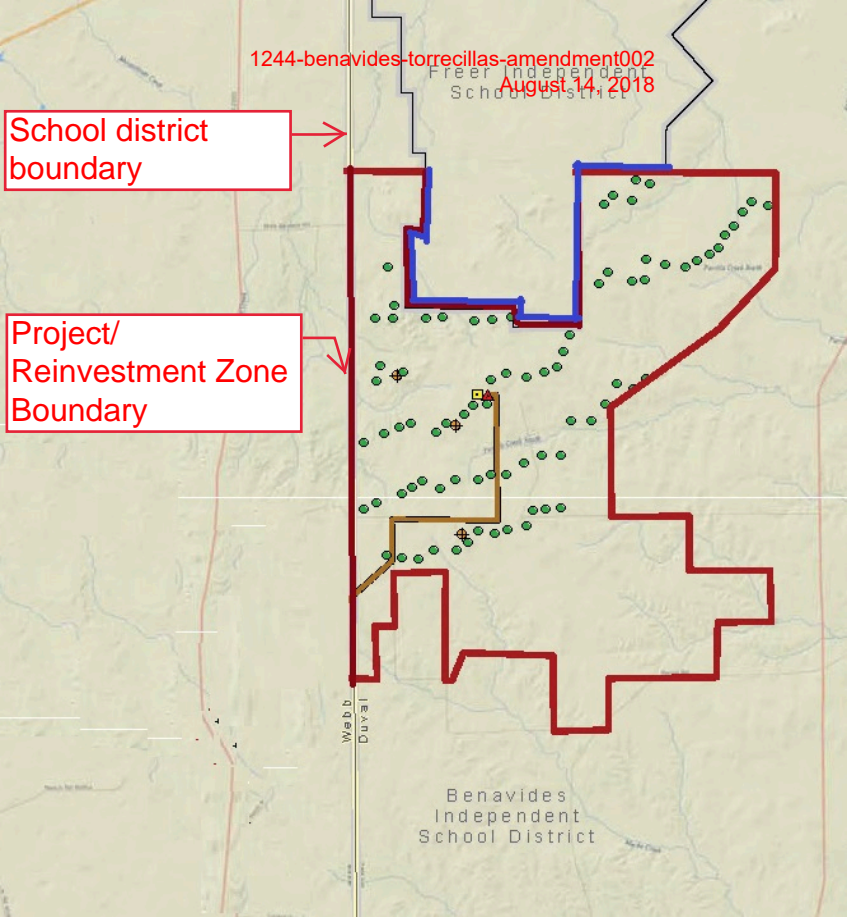 1244-benavides-torrecillas-amendment002
August 14, 2018
Freer Independent
School District
School district
boundary
Project/
Reinvestment Zone
Boundary
Duval
Webb
Benavides
Independent
School District